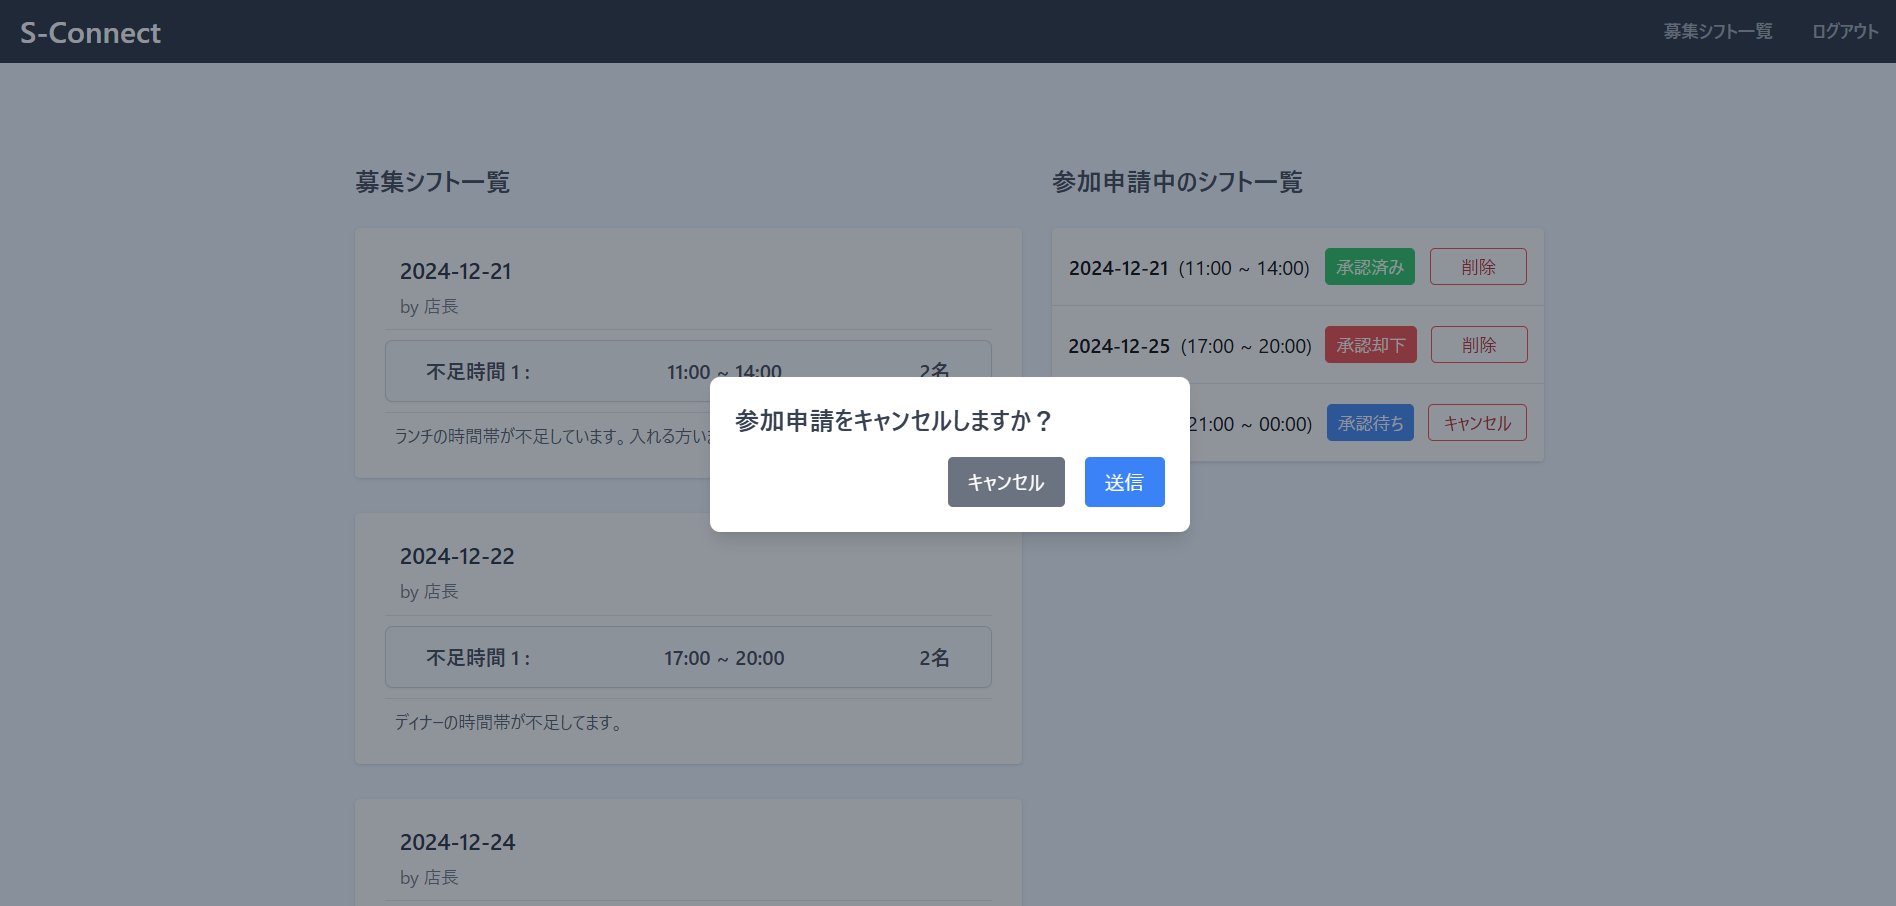 S-Connect
募集シフト一覧
ログアウト
募集シフト一覧
2024-12-21
by 店長
不足時間 1 :
11:00 ~ 14:00
2名
ランチの時間帯が不足しています。入れる方い
2024-12-22
by 店長
不足時間 1 :
17:00 ~ 20:00
2名
ディナーの時間帯が不足してます。
2024-12-24
by 店長
参加申請中のシフト一覧
2024-12-21 (11:00 ~ 14:00) 承認済み 削除
2024-12-25 (17:00 ~ 20:00) 承認却下 削除
21:00 ~ 00:00) 承認待ち キャンセル
参加申請をキャンセルしますか？
キャンセル
送信